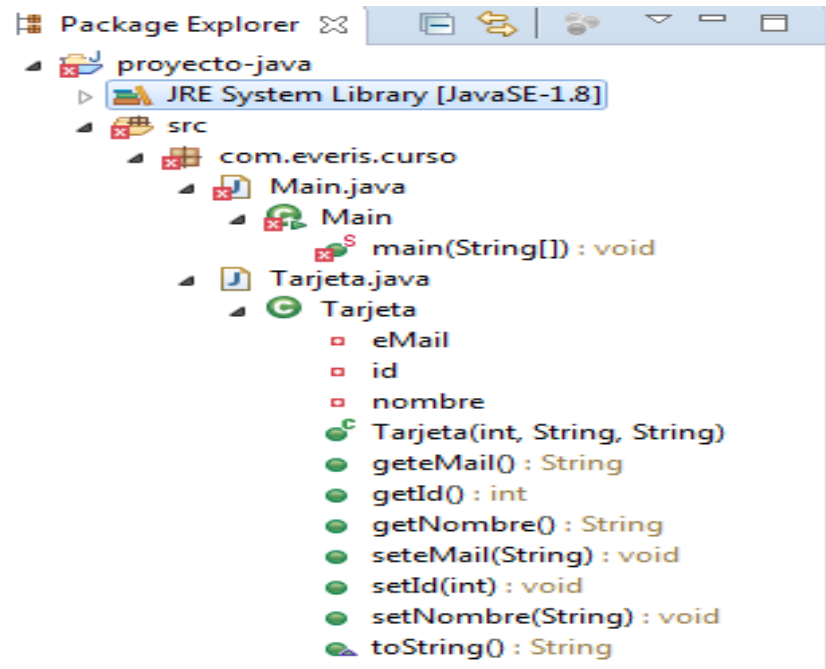 Package Explorer
proyecto-java
JRE System Library [JavaSE-1.8]
src
com.everis.curso
Main.java
Main
main(String[]) : void
Tarjeta.java
Tarjeta
eMail
id
nombre
Tarjeta(int, String, String)
geteMail() : String
getId() : int
getNombre() : String
seteMail(String) : void
setId(int) : void
setNombre(String) : void
toString() : String